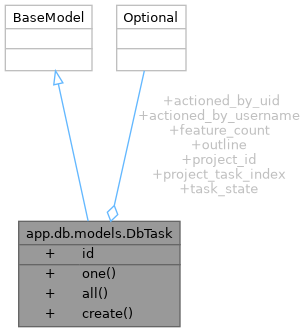 BaseModel
Optional
+actioned_by_uid
+actioned_by_username
+feature_count
+outline
+project_id
+project_task_index
+task_state
app.db.models.DbTask
+ id
+ one()
+ all()
+ create()